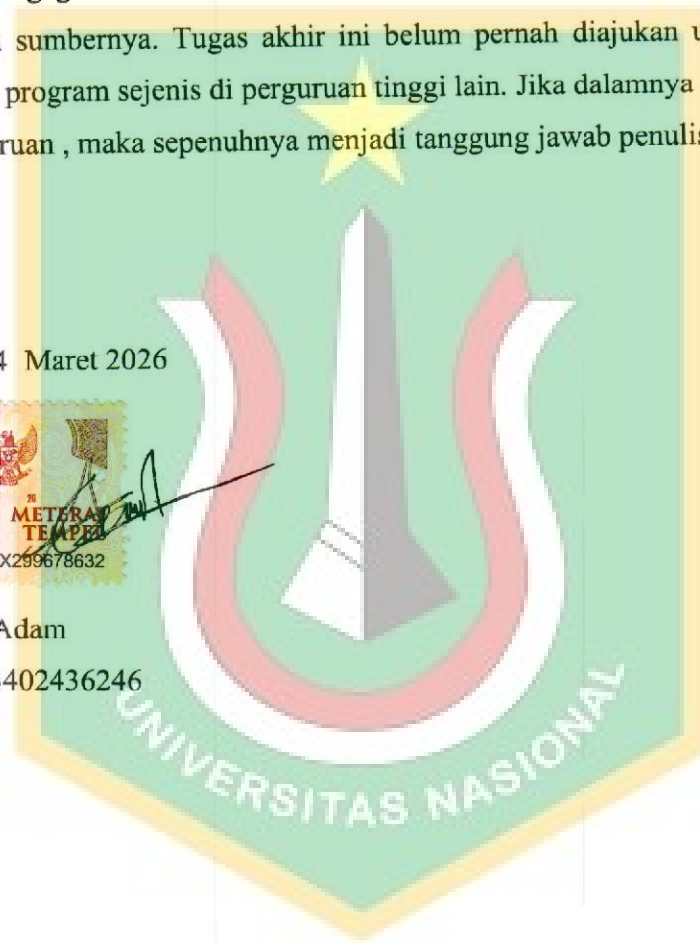 i sumbernya. Tugas akhir ini belum pernah diajukan u
program sejenis di perguruan tinggi lain. Jika dalamnya
ruan , maka sepenuhnya menjadi tanggung jawab penulis
4 Maret 2026
METERAI
TEMPEL
X299678632
Adam
402436246
UNIVERSITAS NASIONAL